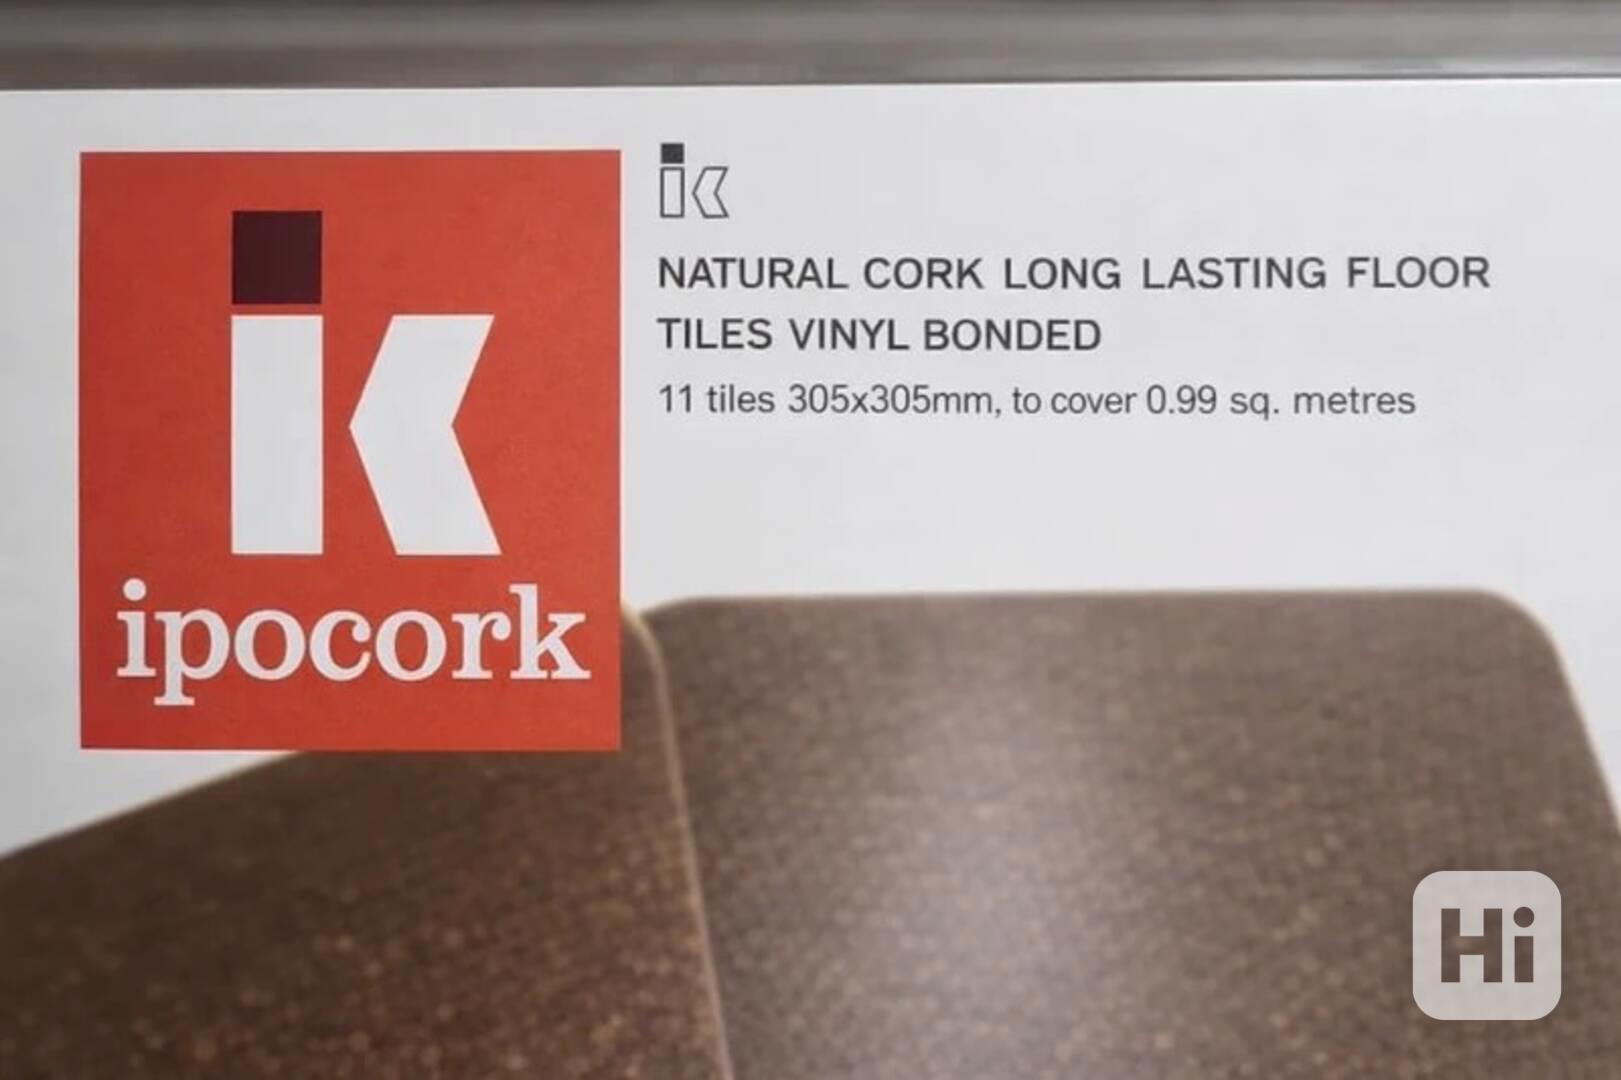 ik
ipocork
ik
NATURAL CORK LONG LASTING FLOOR
TILES VINYL BONDED
11 tiles 305x305mm, to cover 0.99 sq. metres
Hi